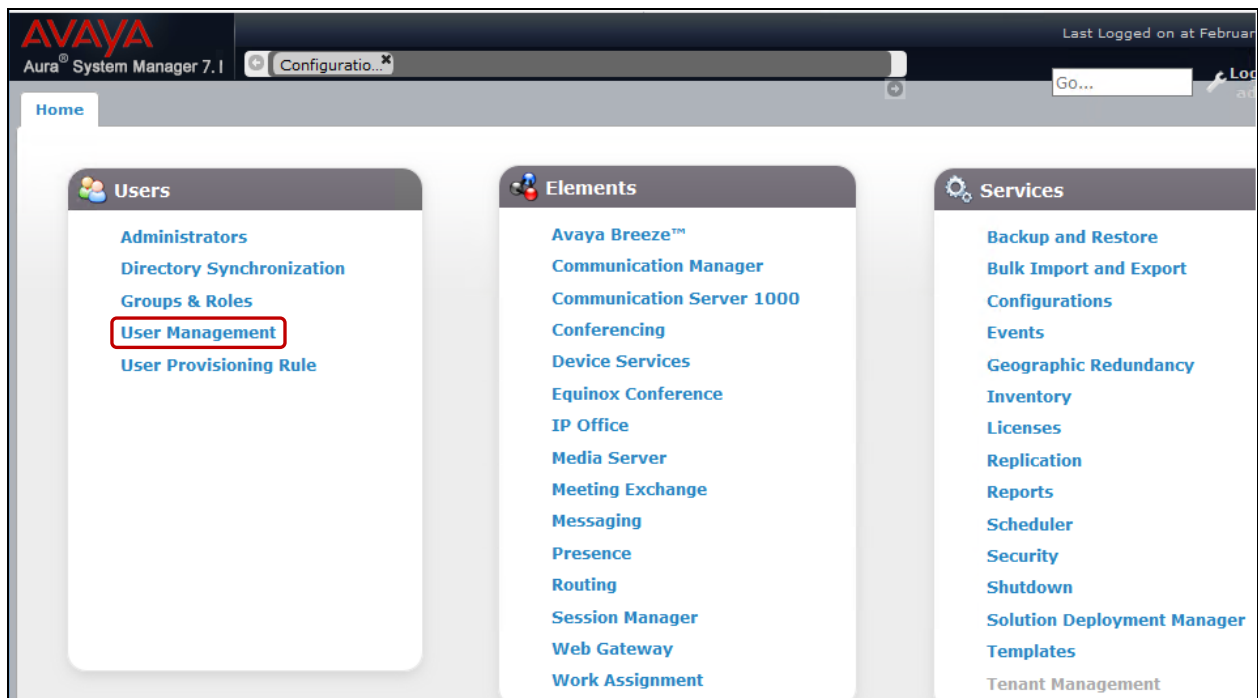 AVAYA
Last Logged on at Februar
Aura® System Manager 7.1
Configuratio...
Go...
Log
ad
Home
Users
Administrators
Directory Synchronization
Groups & Roles
User Management
User Provisioning Rule
Elements
Avaya Breeze™
Communication Manager
Communication Server 1000
Conferencing
Device Services
Equinox Conference
IP Office
Media Server
Meeting Exchange
Messaging
Presence
Routing
Session Manager
Web Gateway
Work Assignment
Services
Backup and Restore
Bulk Import and Export
Configurations
Events
Geographic Redundancy
Inventory
Licenses
Replication
Reports
Scheduler
Security
Shutdown
Solution Deployment Manager
Templates
Tenant Management